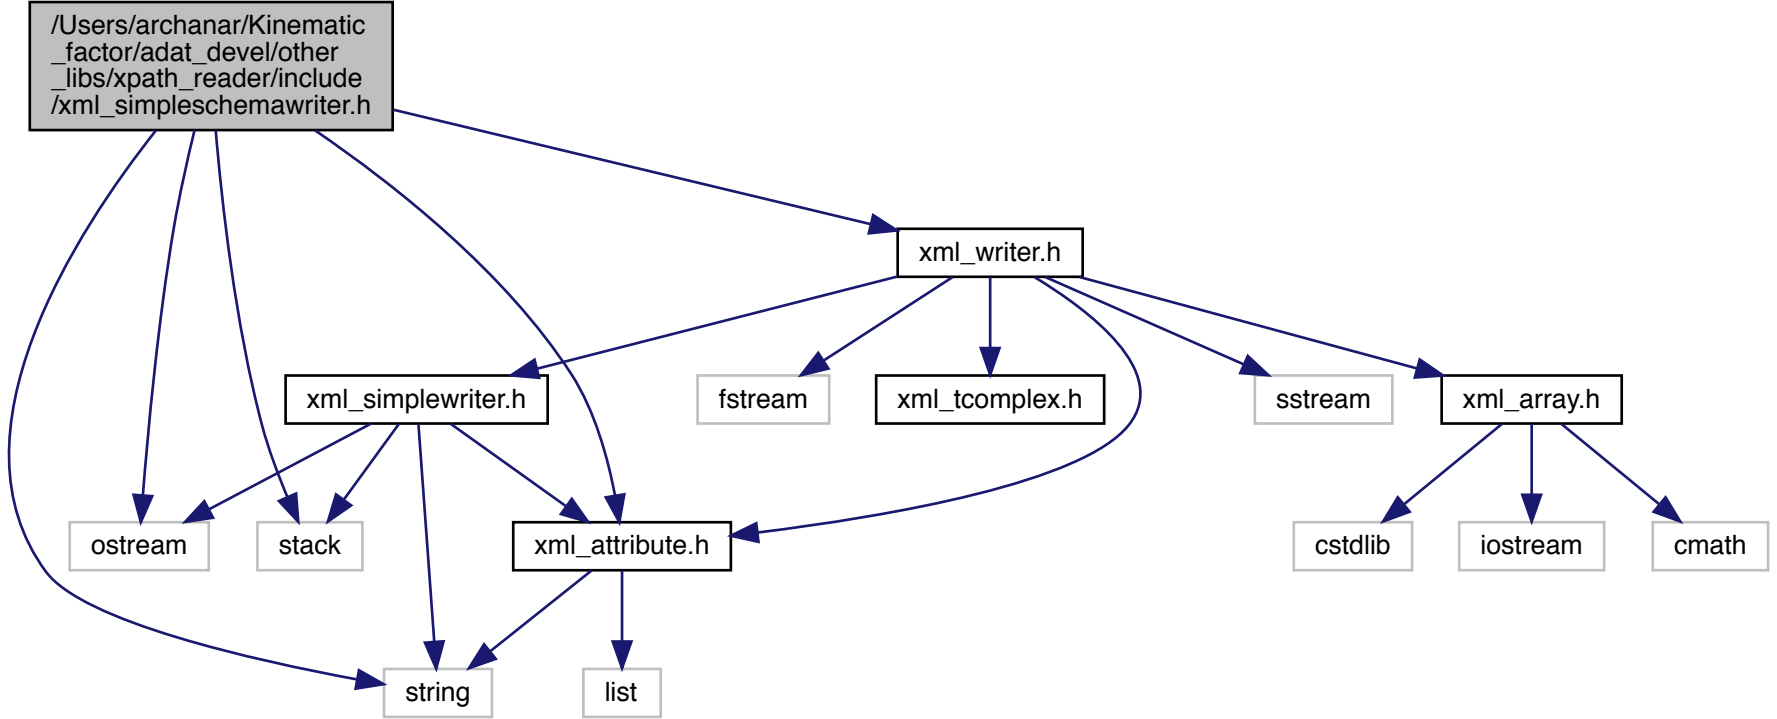 /Users/archanar/Kinematic
_factor/adat_devel/other
_libs/xpath_reader/include
/xml_simpleschemawriter.h
xml_writer.h
xml_simplewriter.h
fstream
xml_tcomplex.h
sstream
xml_array.h
ostream
stack
xml_attribute.h
cstdlib
iostream
cmath
string
list